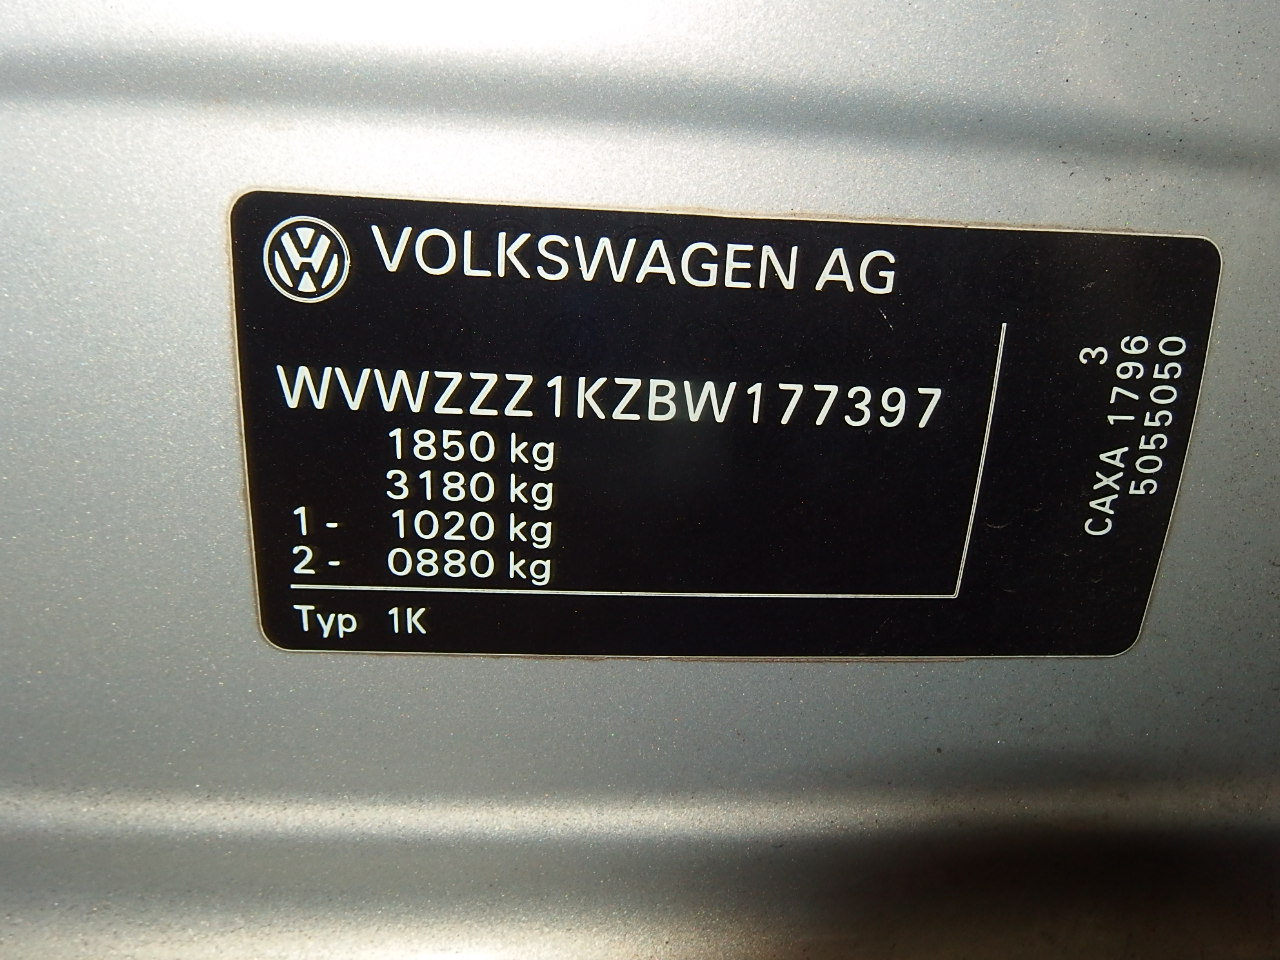 VOLKSWAGEN AG
WVWZZZ1KZBW177397
1850 kg
3180 kg
1 - 1020 kg
2 - 0880 kg
Typ 1K
3
CAXA 1796
5055050